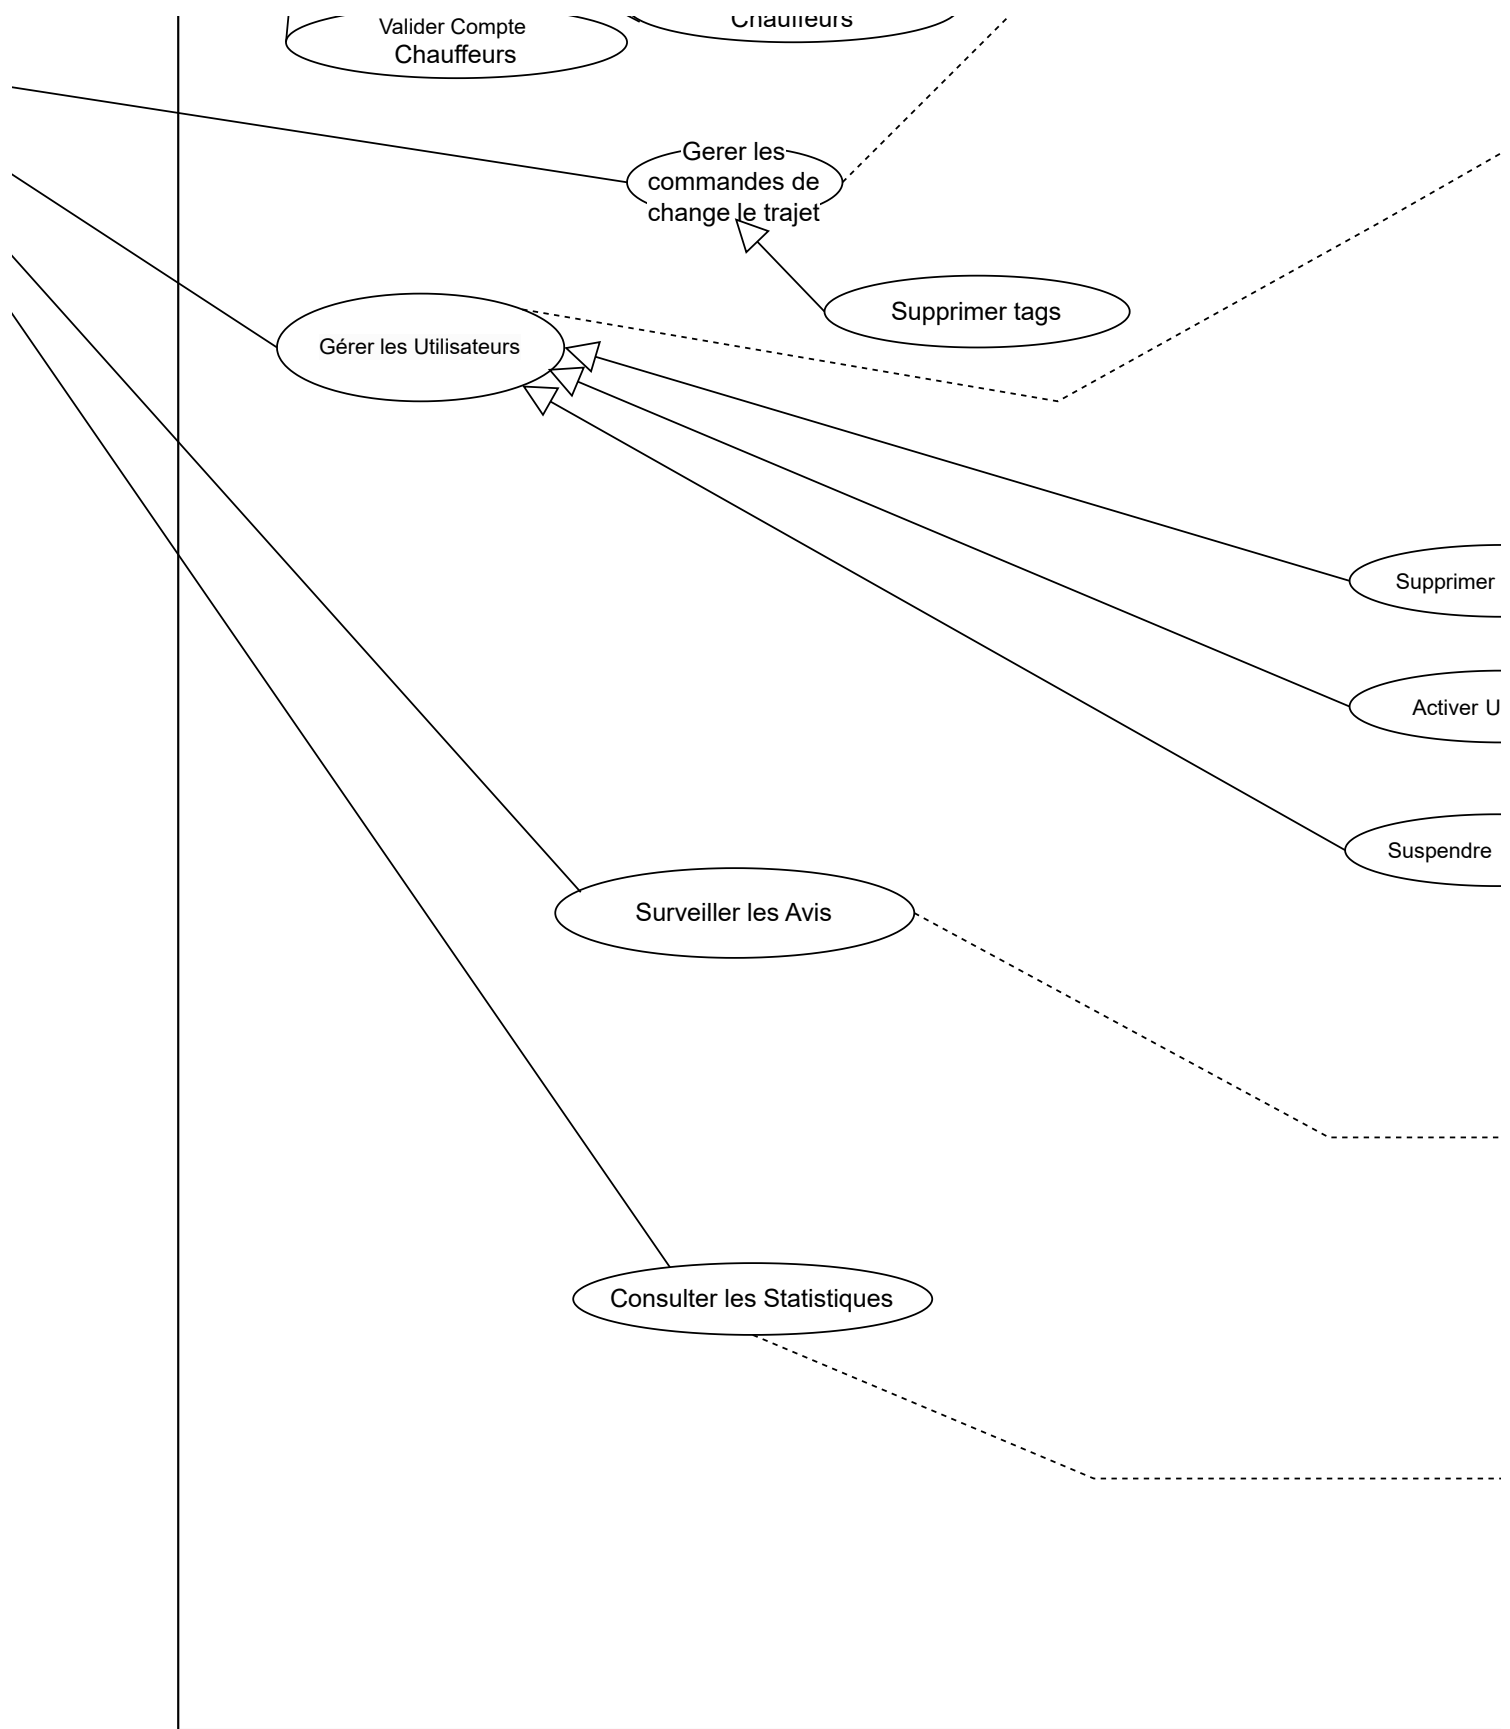 Chauffeurs
Valider Compte
Chauffeurs
Gerer les
commandes de
change le trajet
Supprimer tags
Gérer les Utilisateurs
Supprimer
Activer U
Suspendre
Surveiller les Avis
Consulter les Statistiques